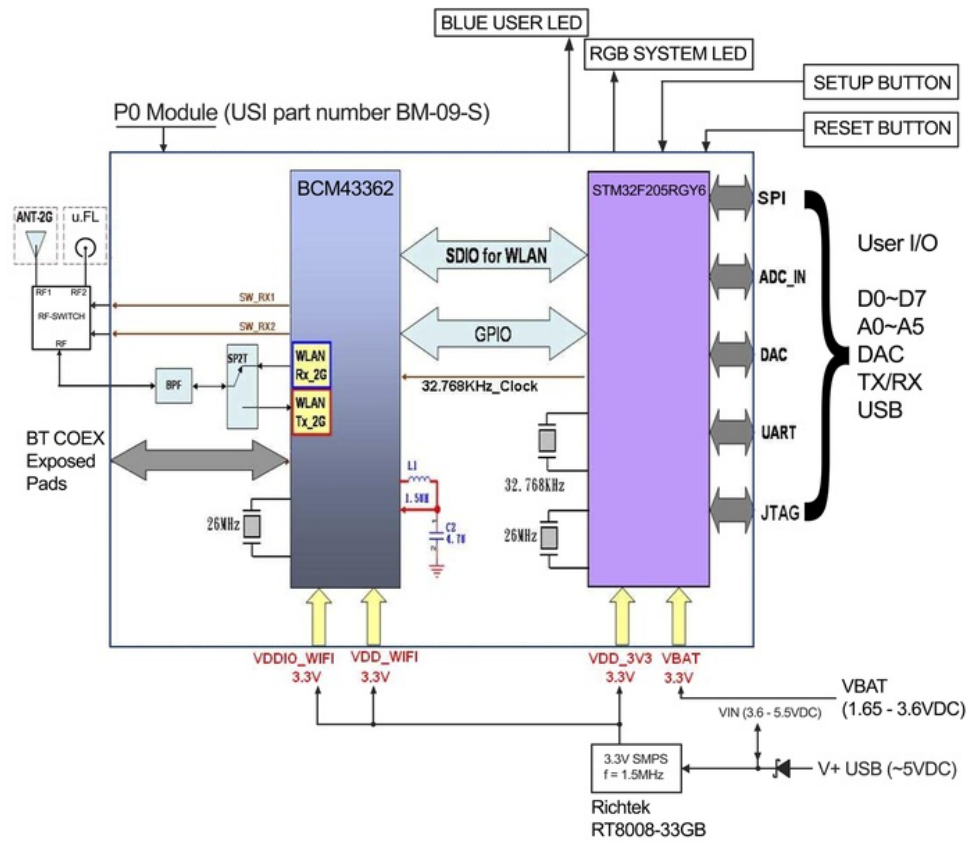 BLUE USER LED
RGB SYSTEM LED
SETUP BUTTON
RESET BUTTON
P0 Module (USI part number BM-09-S)
BCM43362
STM32F205RGY6
ANT-2G
u.FL
RF1
RF2
RF-SWITCH
RF
SW_RX1
SW_RX2
SP2T
BPF
WLAN
Rx_2G
WLAN
Tx_2G
SDIO for WLAN
GPIO
32.768KHz_Clock
SPI
ADC_IN
DAC
UART
JTAG
User I/O
D0~D7
A0~A5
DAC
TX/RX
USB
BT COEX
Exposed
Pads
26MHz
L1
1.5UH
1
C2
4.7U
2
32.768KHz
26MHz
VDDIO_WIFI
3.3V
VDD_WIFI
3.3V
VDD_3V3
3.3V
VBAT
3.3V
VBAT
(1.65 - 3.6VDC)
VIN (3.6 - 5.5VDC)
V+ USB (~5VDC)
3.3V SMPS
f = 1.5MHz
Richtek
RT8008-33GB